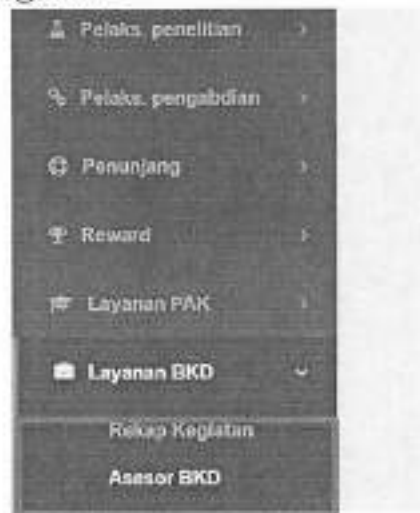 Pelaks. penelitian
Pelaks. pengabdian
Penunjang
Reward
Layanan PAK
Layanan BKD
Rekap Kegiatan
Asesor BKD